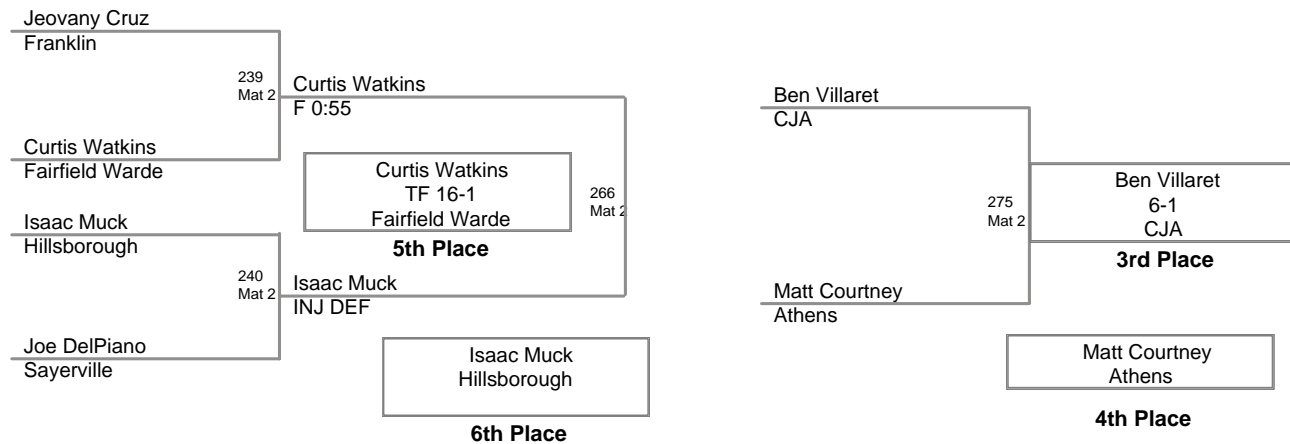 Jeovany Cruz
Franklin
239
Mat 2
Curtis Watkins
F 0:55
Curtis Watkins
Fairfield Warde
Curtis Watkins
TF 16-1
Fairfield Warde
5th Place
266
Mat 2
Isaac Muck
Hillsborough
240
Mat 2
Isaac Muck
INJ DEF
Joe DelPiano
Sayerville
Isaac Muck
Hillsborough
6th Place
Ben Villaret
CJA
275
Mat 2
Ben Villaret
6-1
CJA
3rd Place
Matt Courtney
Athens
Matt Courtney
Athens
4th Place